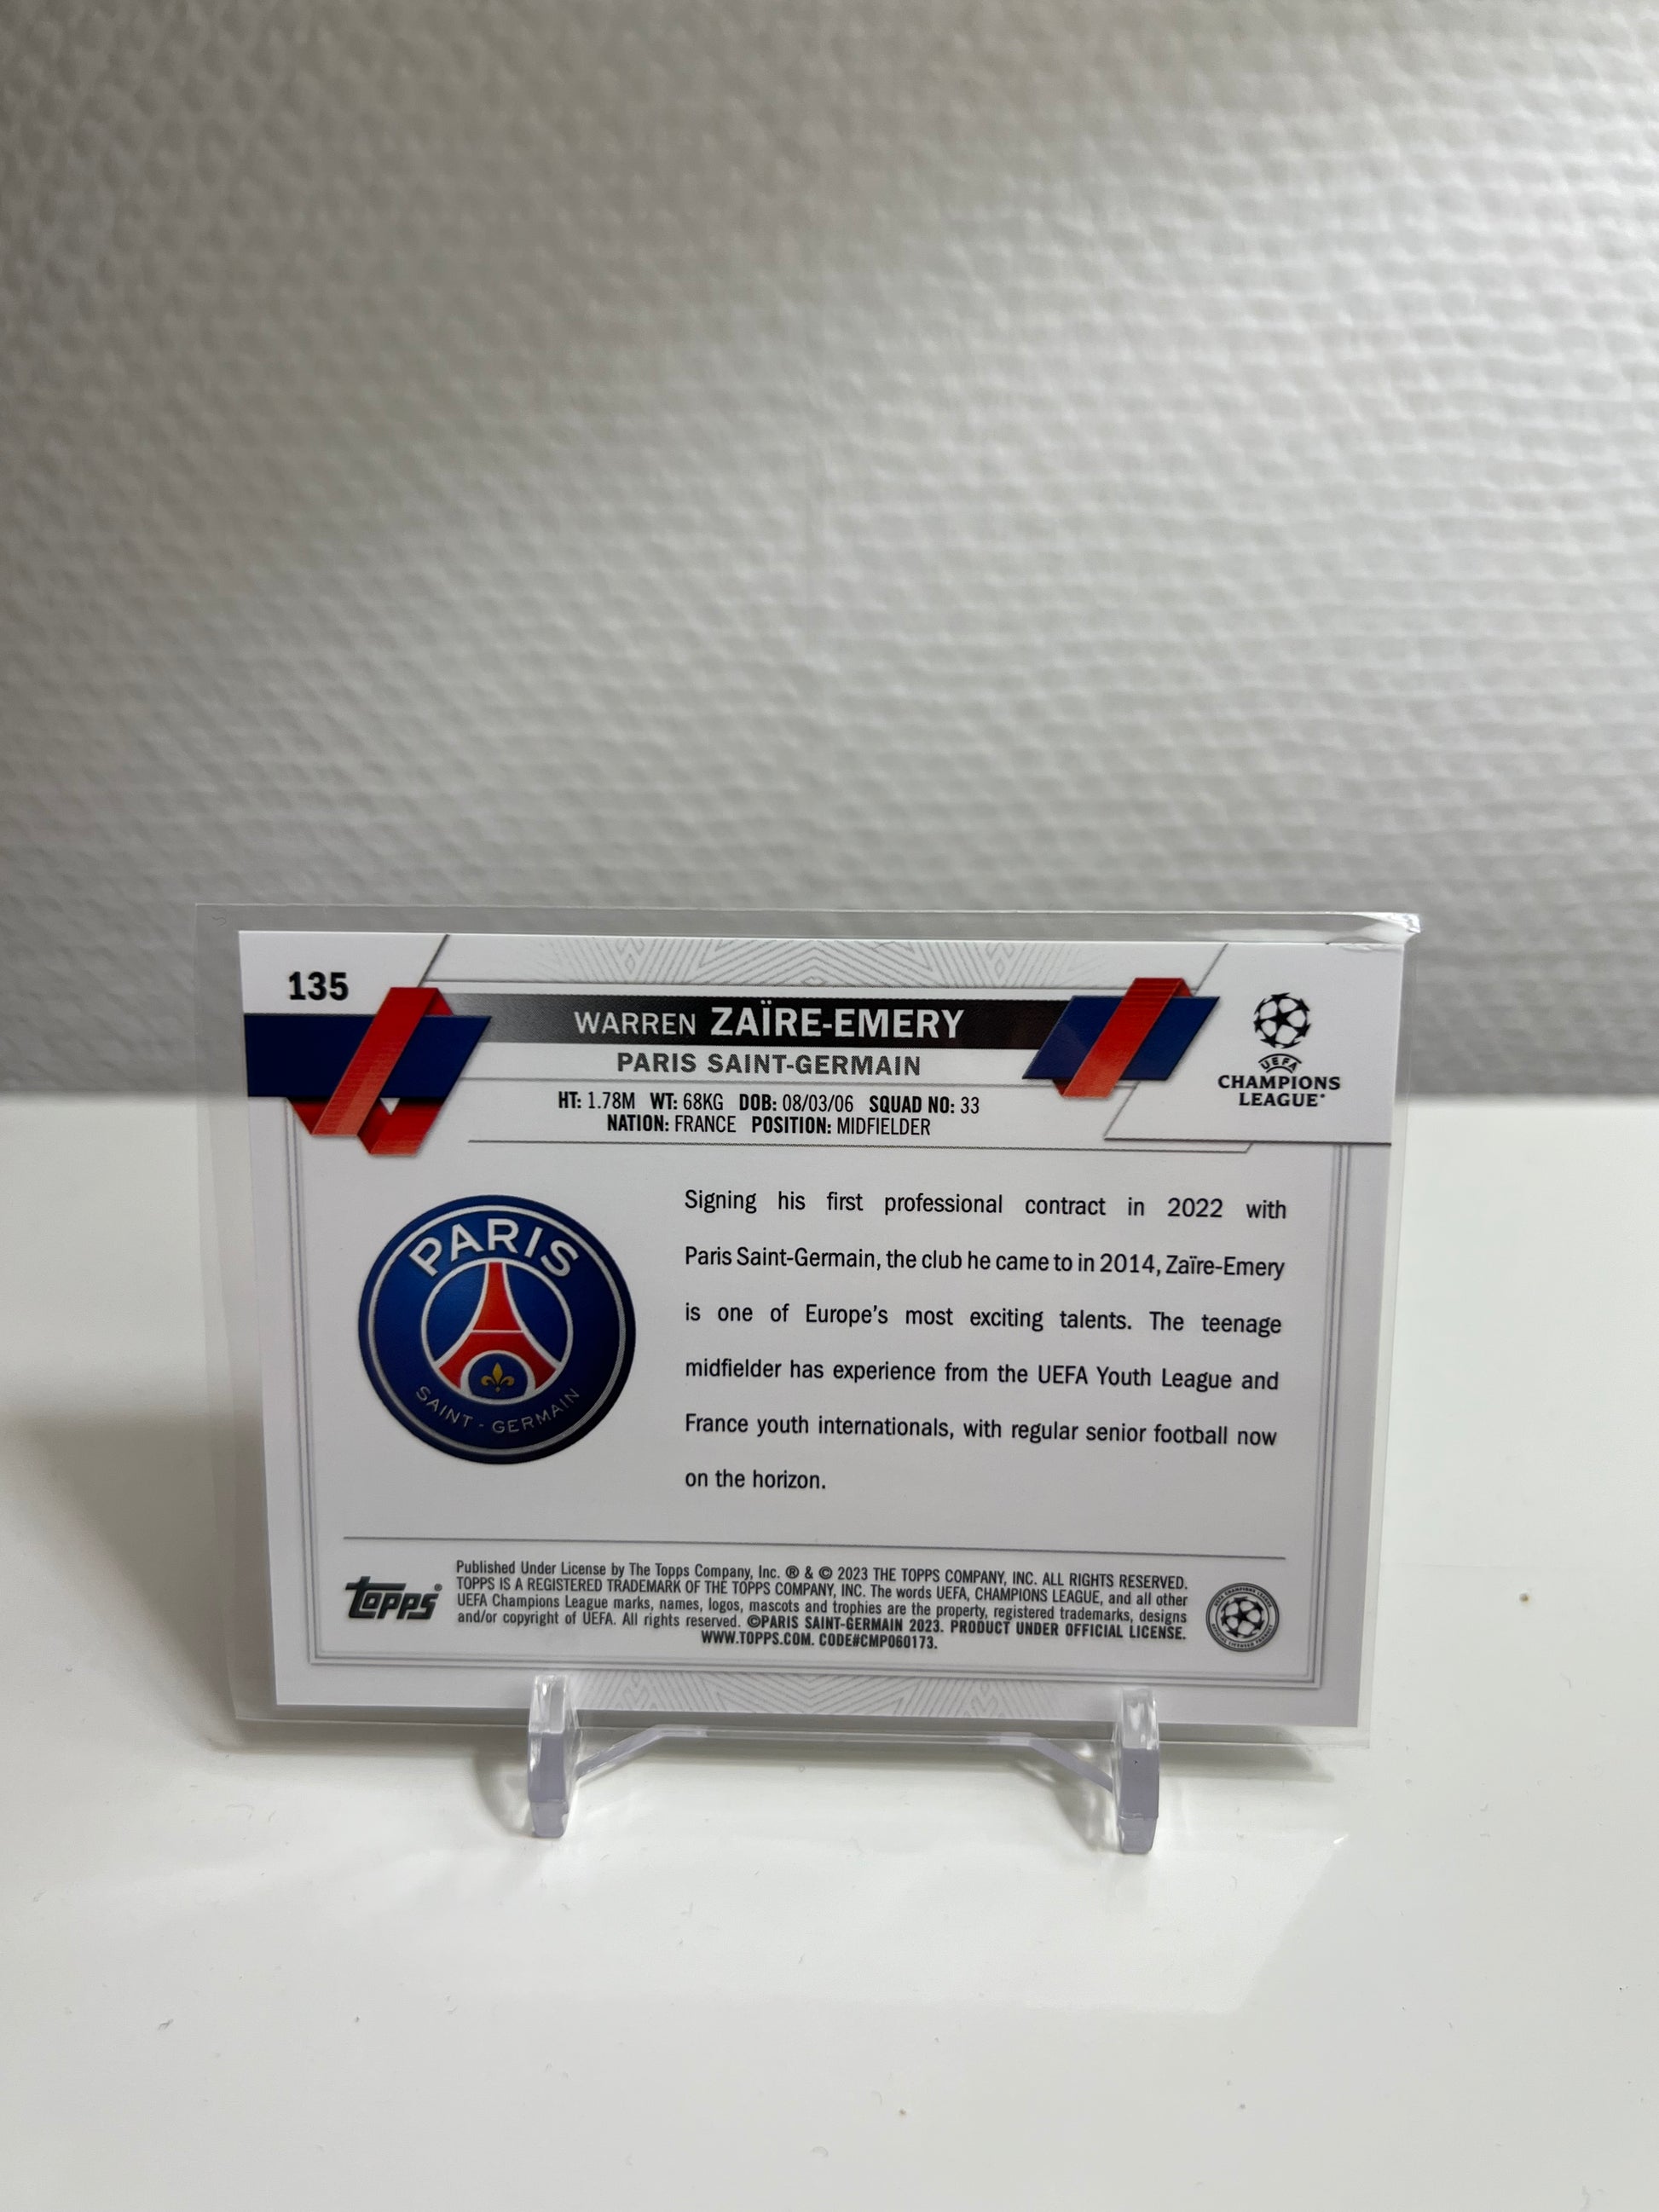 135
WARREN ZAÏRE-EMERY
PARIS SAINT-GERMAIN
HT: 1.78M WT: 68KG DOB: 08/03/06 SQUAD NO: 33
NATION: FRANCE POSITION: MIDFIELDER
UEFA
CHAMPIONS
LEAGUE®
PARIS
SAINT - GERMAIN
Signing his first professional contract in 2022 with
Paris Saint-Germain, the club he came to in 2014, Zaïre-Emery
is one of Europe's most exciting talents. The teenage
midfielder has experience from the UEFA Youth League and
France youth internationals, with regular senior football now
on the horizon.
topps®
Published Under License by The Topps Company, Inc. ® & © 2023 THE TOPPS COMPANY, INC. ALL RIGHTS RESERVED.
TOPPS IS A REGISTERED TRADEMARK OF THE TOPPS COMPANY, INC. The words UEFA, CHAMPIONS LEAGUE, and all other
UEFA Champions League marks, names, logos, mascots and trophies are the property, registered trademarks, designs
and/or copyright of UEFA. All rights reserved. ©PARIS SAINT-GERMAIN 2023. PRODUCT UNDER OFFICIAL LICENSE.
WWW.TOPPS.COM. CODE#CMP060173.